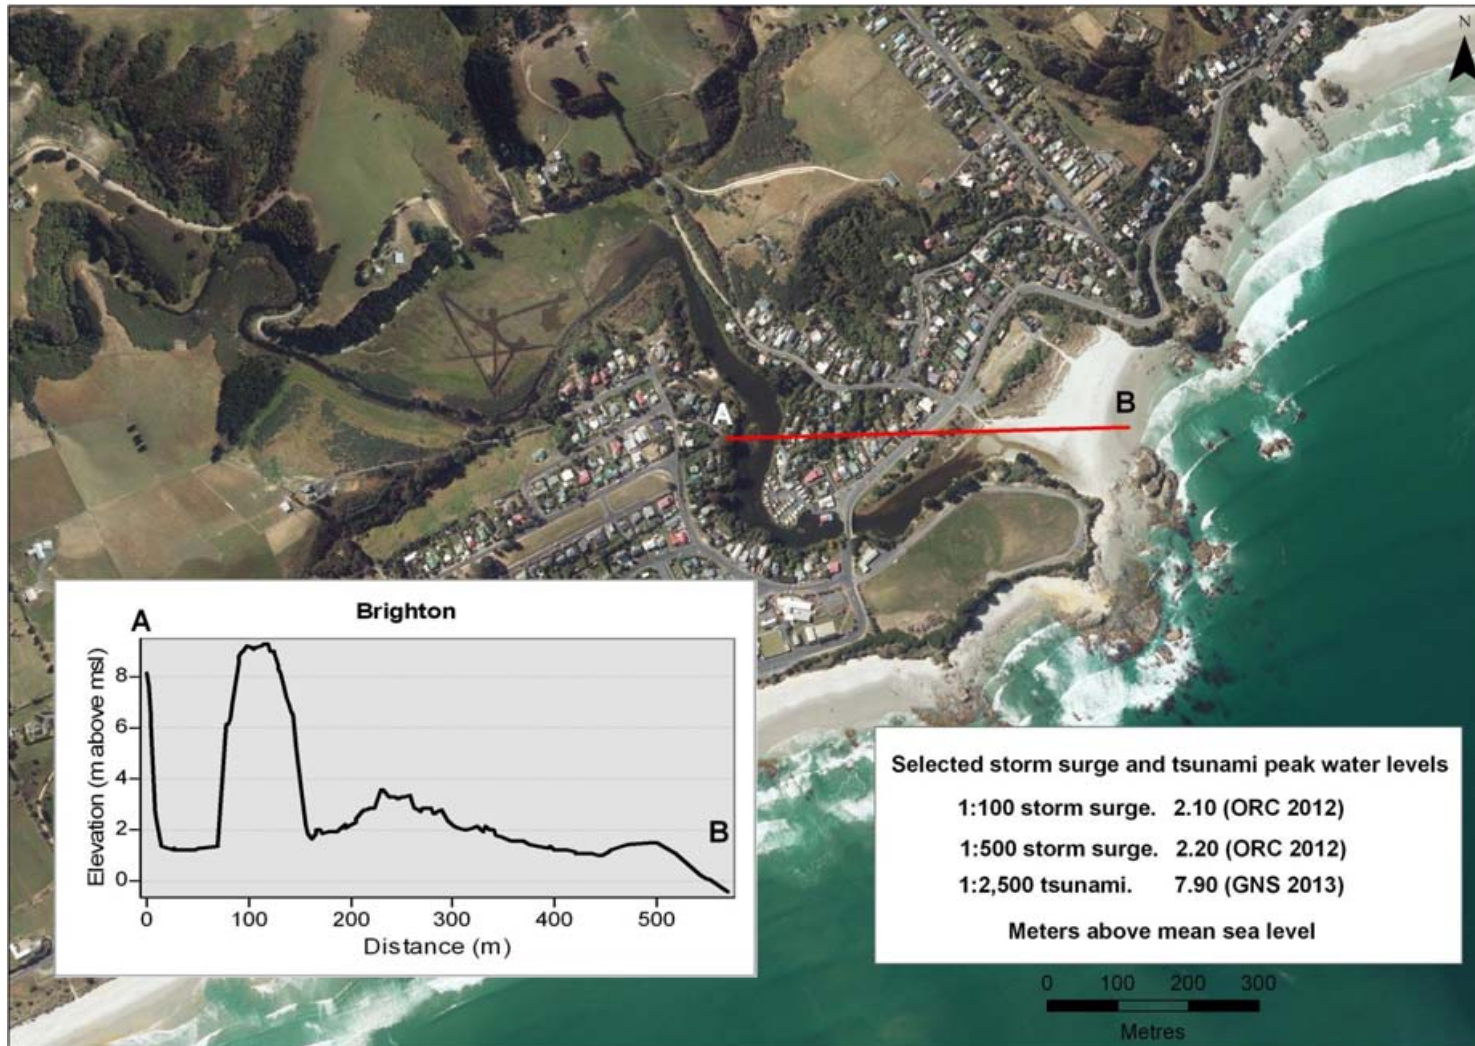 N
A
B
Brighton
A
B
Elevation (m above msl)
8
6
4
2
0
0 100 200 300 400 500
Distance (m)
Selected storm surge and tsunami peak water levels
1:100 storm surge. 2.10 (ORC 2012)
1:500 storm surge. 2.20 (ORC 2012)
1:2,500 tsunami. 7.90 (GNS 2013)
Meters above mean sea level
0 100 200 300
Metres